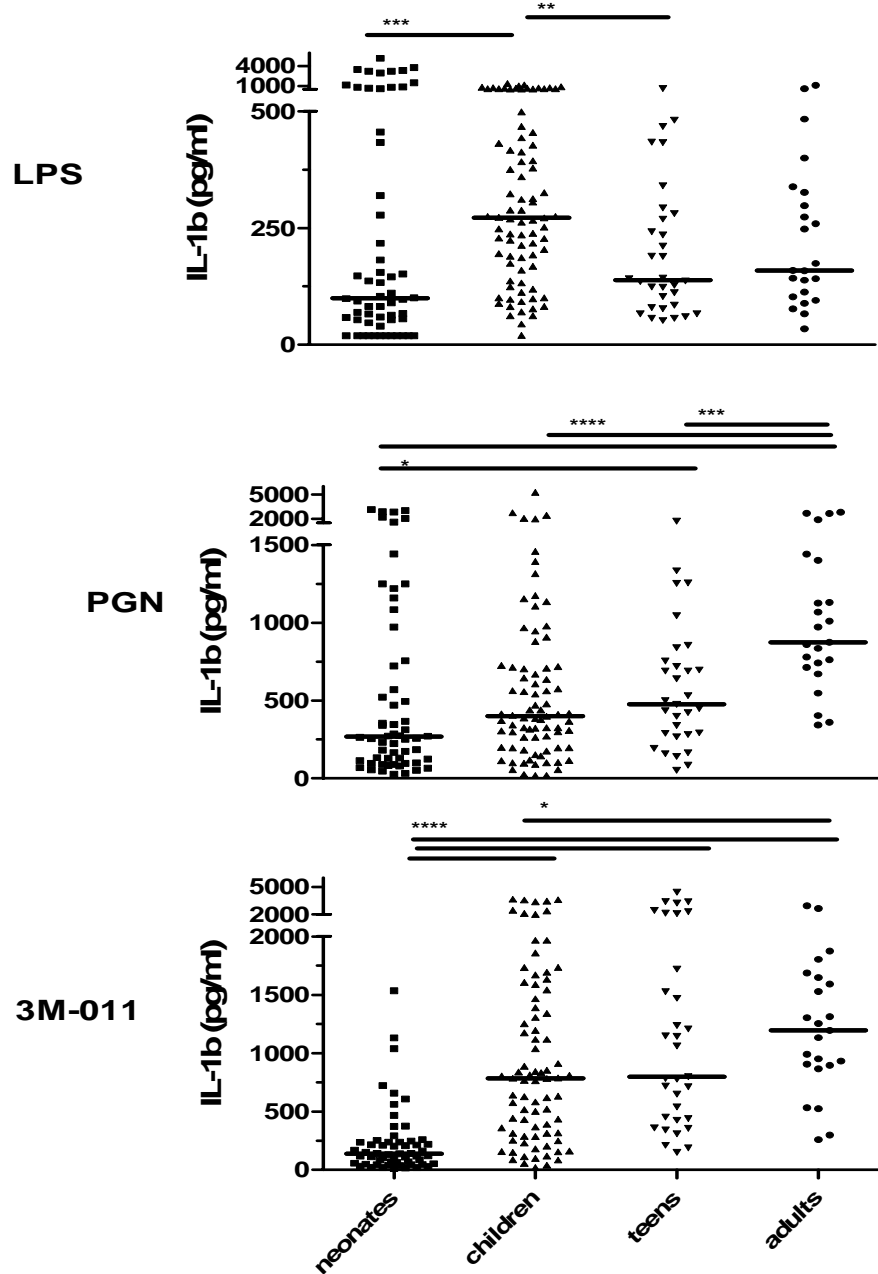 ***
**
4000
1000
500
250
0
IL-1b (pg/ml)
LPS
***
****
*
5000
2000
1500
1000
500
0
IL-1b (pg/ml)
PGN
*
****
5000
2000
2000
1500
1000
500
0
IL-1b (pg/ml)
3M-011
neonates
children
teens
adults